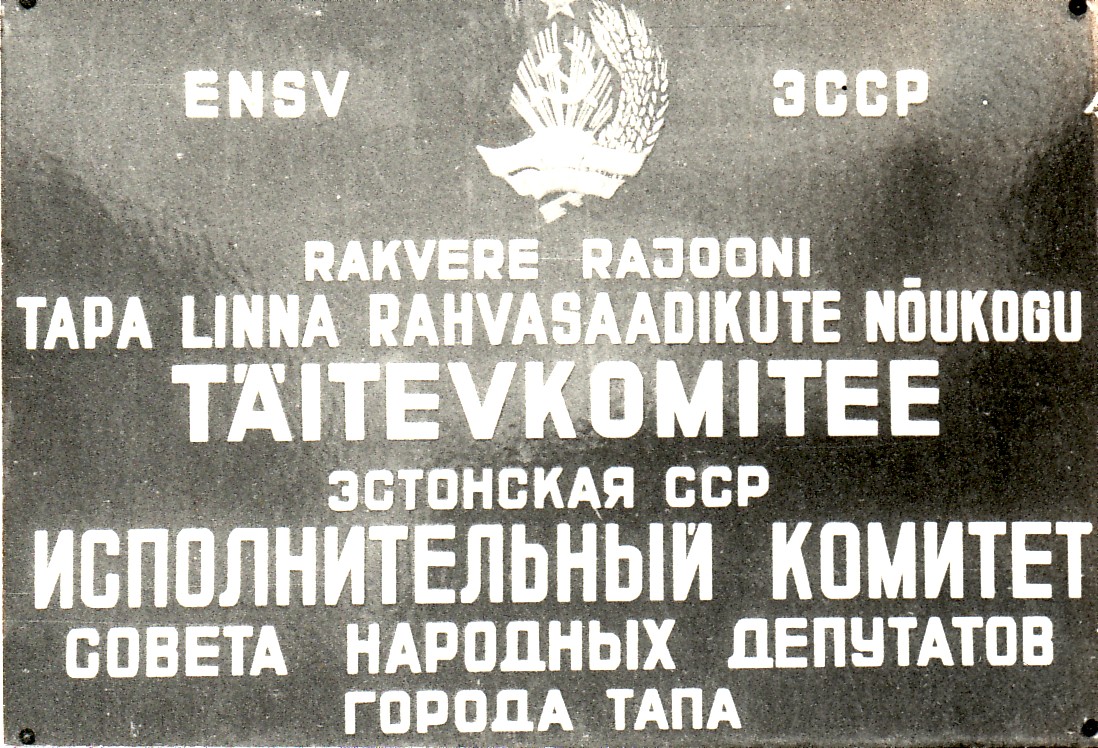 ENSV ЭССР
RAKVERE RAJOONI
TAPA LINNA RAHVASAADIKUTE NÕUKOGU
TÄITEVKOMITEE
ЭСТОНСКАЯ ССР
ИСПОЛНИТЕЛЬНЫЙ КОМИТЕТ
СОВЕТА НАРОДНЫХ ДЕПУТАТОВ
ГОРОДА ТАПА